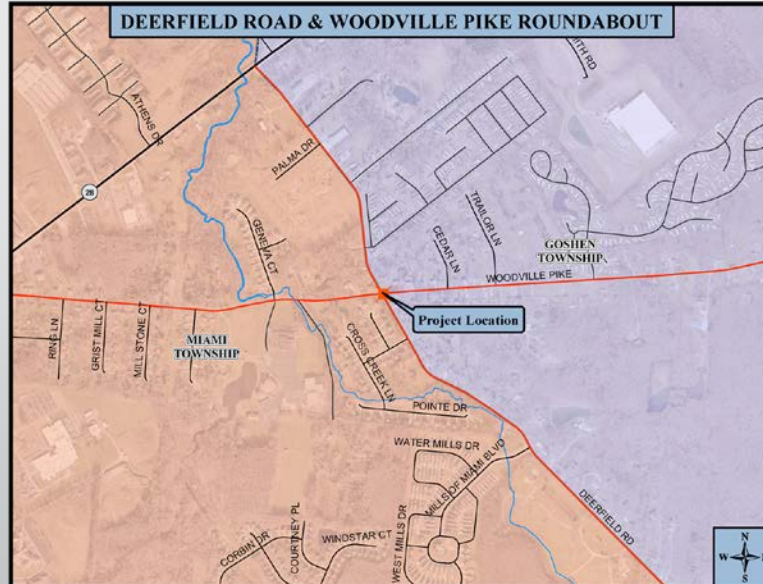 DEERFIELD ROAD & WOODVILLE PIKE ROUNDABOUT
ATHENS DR
PALMA DR
28
GENEVA CT
CEDAR LN
TRAILOR LN
GOSHEN
TOWNSHIP
WOODVILLE PIKE
Project Location
RING LN
GRIST MILL CT
MILL STONE CT
MIAMI
TOWNSHIP
CROSS CREEK LN
POINTE DR
WATER MILLS DR
MILLS OF MIAMI BLVD
DEERFIELD RD
CORBIN DR
COURTNEY PL
WINDSTAR CT
WEST MILLS DR
N
W
S